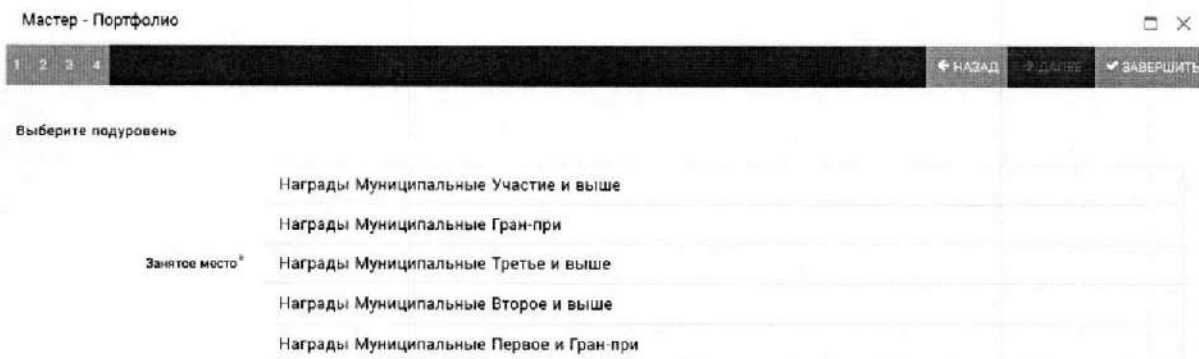 Мастер - Портфолио
1 2 3 4 НАЗАД ДАЛЕЕ ЗАВЕРШИТЬ
Выберите подуровень
Награды Муниципальные Участие и выше
Награды Муниципальные Гран-при
Занятое место* Награды Муниципальные Третье и выше
Награды Муниципальные Второе и выше
Награды Муниципальные Первое и Гран-при